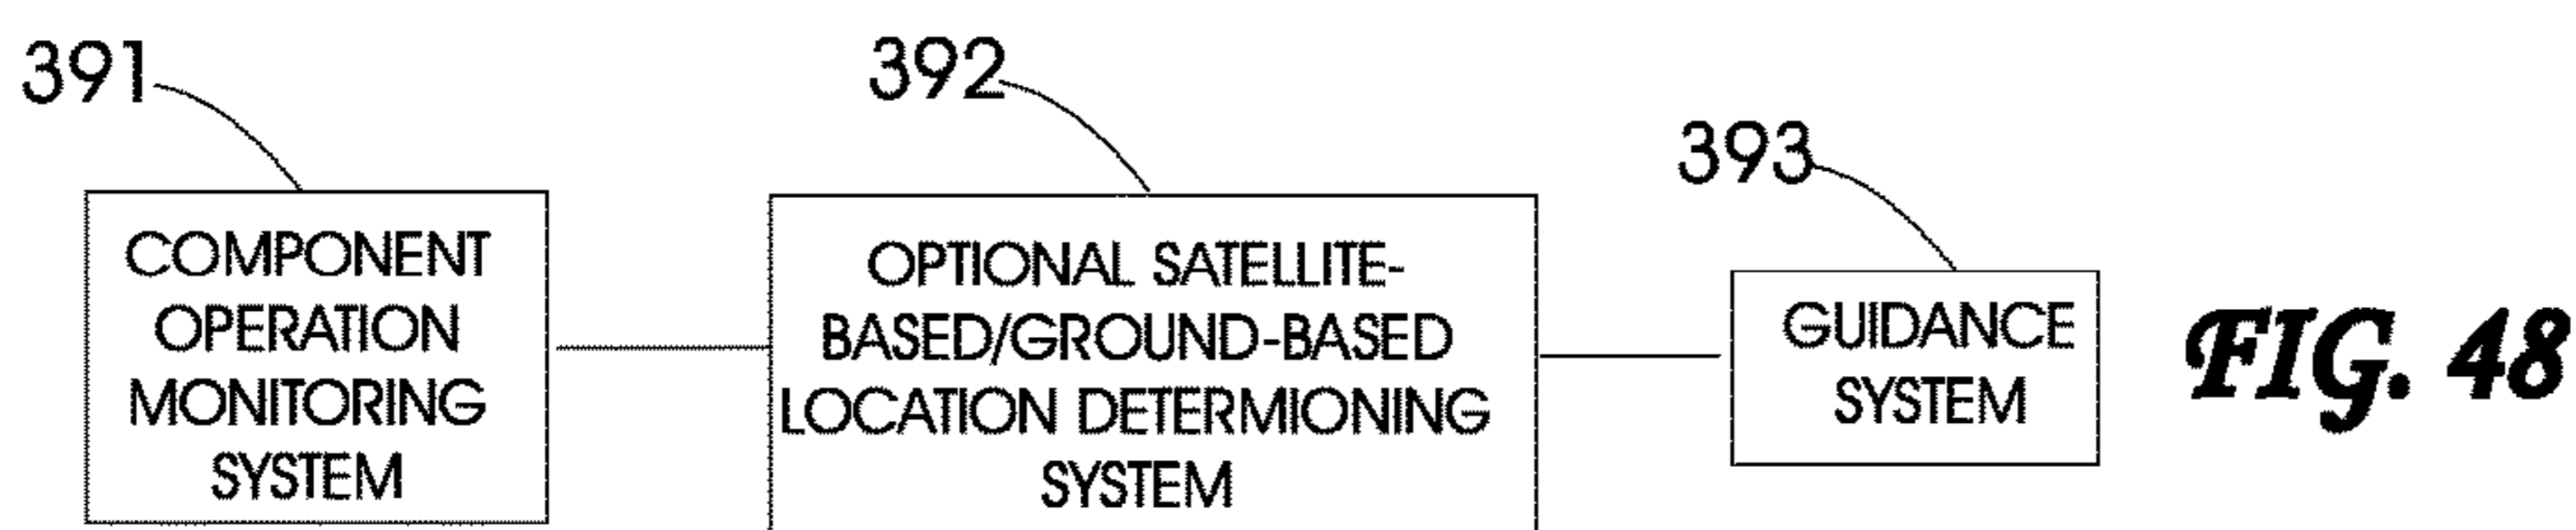 391
392
393
COMPONENT
OPERATION
MONITORING
SYSTEM
OPTIONAL SATELLITE-
BASED/GROUND-BASED
LOCATION DETERMIONING
SYSTEM
GUIDANCE
SYSTEM
FIG. 48